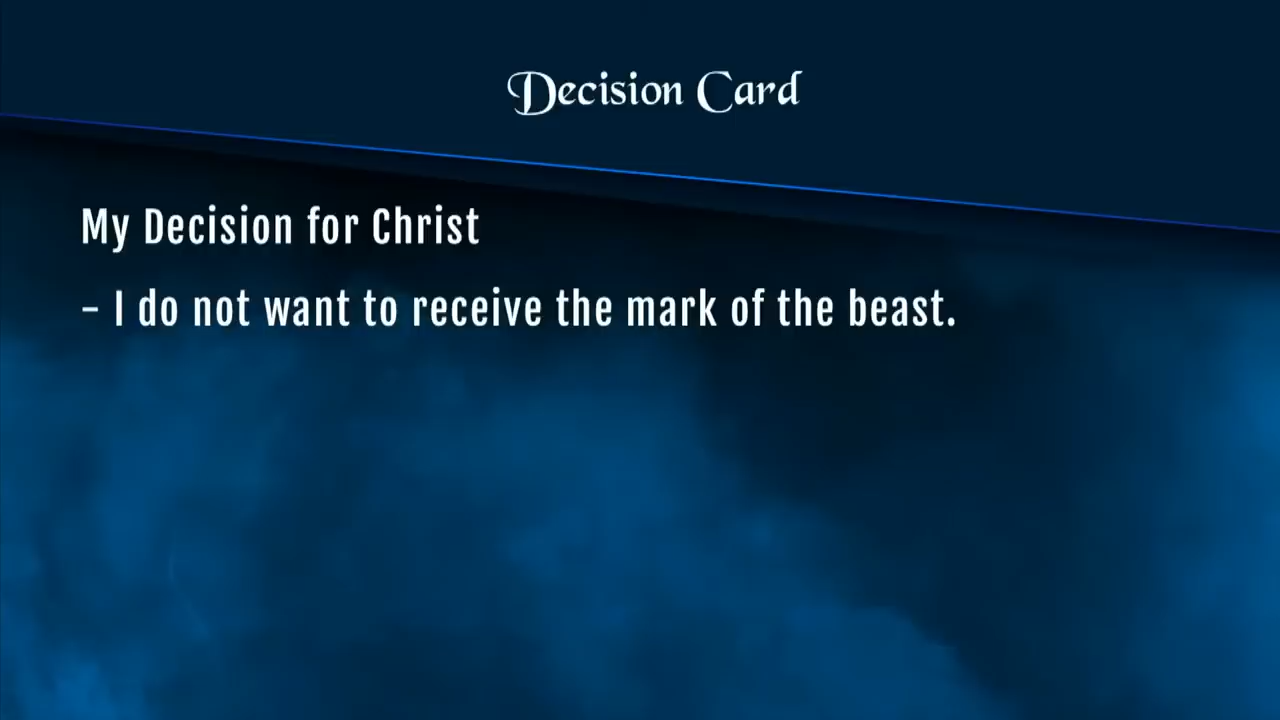 Decision Card
My Decision for Christ
- I do not want to receive the mark of the beast.